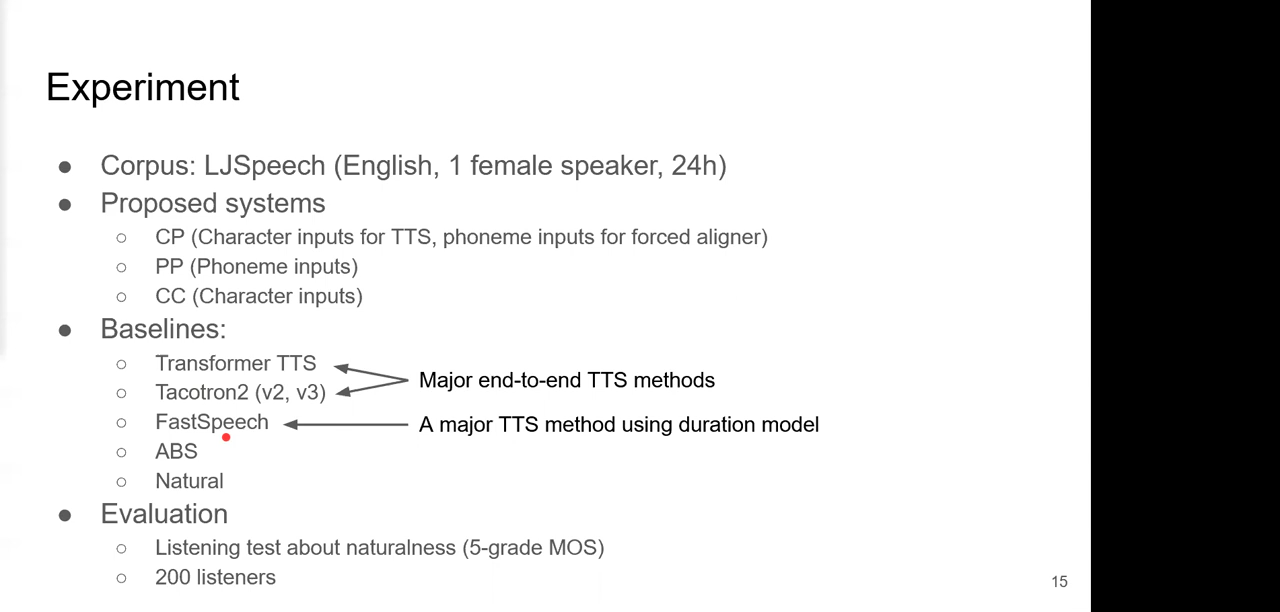 Experiment
● Corpus: LJSpeech (English, 1 female speaker, 24h)
● Proposed systems
○ CP (Character inputs for TTS, phoneme inputs for forced aligner)
○ PP (Phoneme inputs)
○ CC (Character inputs)
● Baselines:
○ Transformer TTS
○ Tacotron2 (v2, v3)
Major end-to-end TTS methods
○ FastSpeech
A major TTS method using duration model
○ ABS
○ Natural
● Evaluation
○ Listening test about naturalness (5-grade MOS)
○ 200 listeners
15